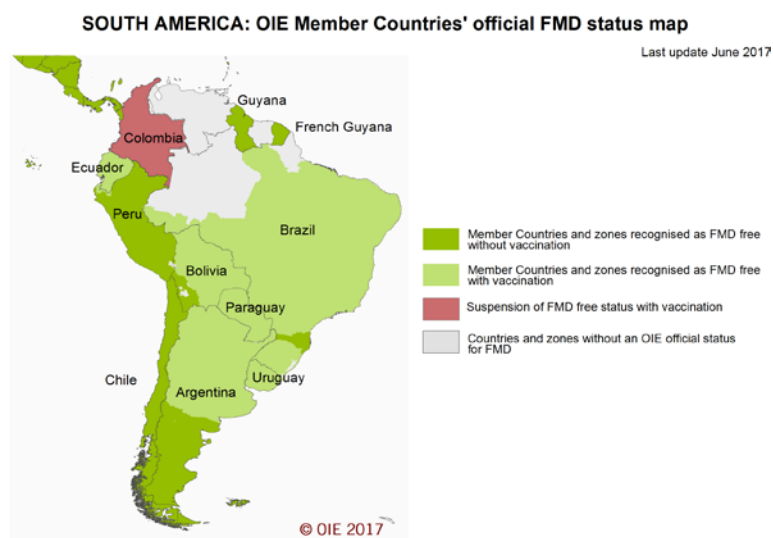 SOUTH AMERICA: OIE Member Countries' official FMD status map
Last update June 2017
Guyana
French Guyana
Colombia
Ecuador
Peru
Brazil
Bolivia
Paraguay
Chile
Argentina
Uruguay
Member Countries and zones recognised as FMD free
without vaccination
Member Countries and zones recognised as FMD free
with vaccination
Suspension of FMD free status with vaccination
Countries and zones without an OIE official status
for FMD
© OIE 2017